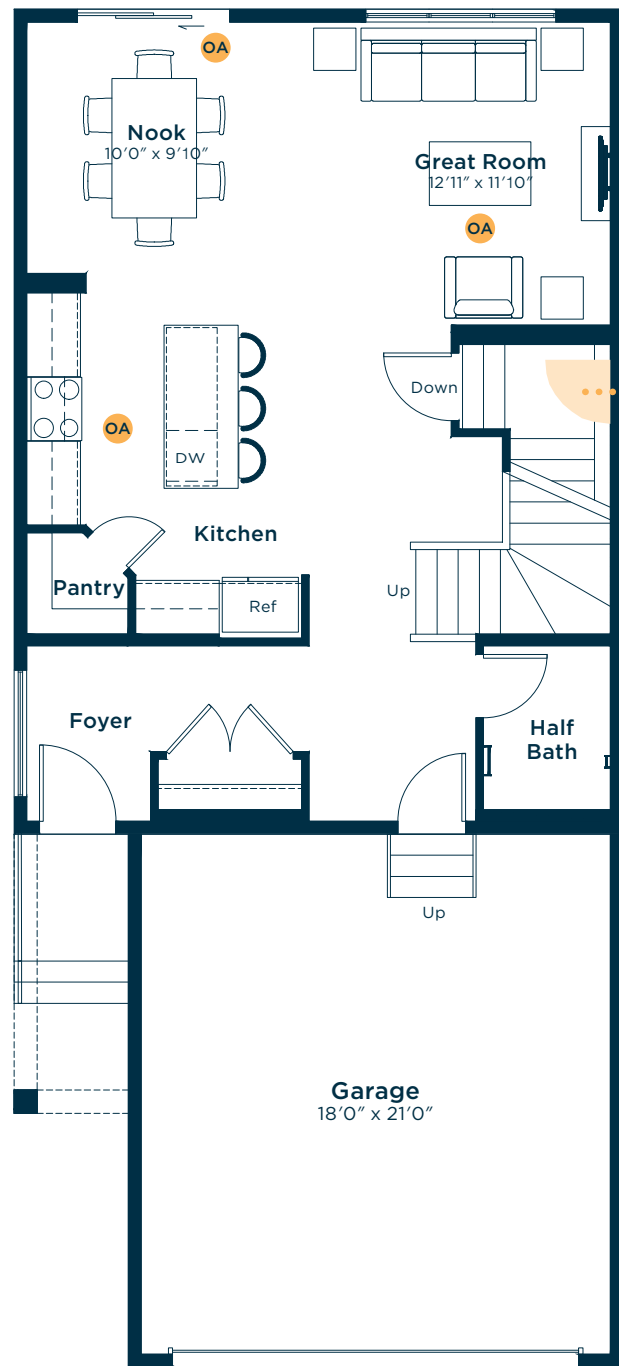 OA
Nook
10'0" x 9'10"
Great Room
12'11" x 11'10"
OA
Down
OA
DW
Kitchen
Pantry
Ref
Up
Foyer
Half
Bath
Up
Garage
18'0" x 21'0"